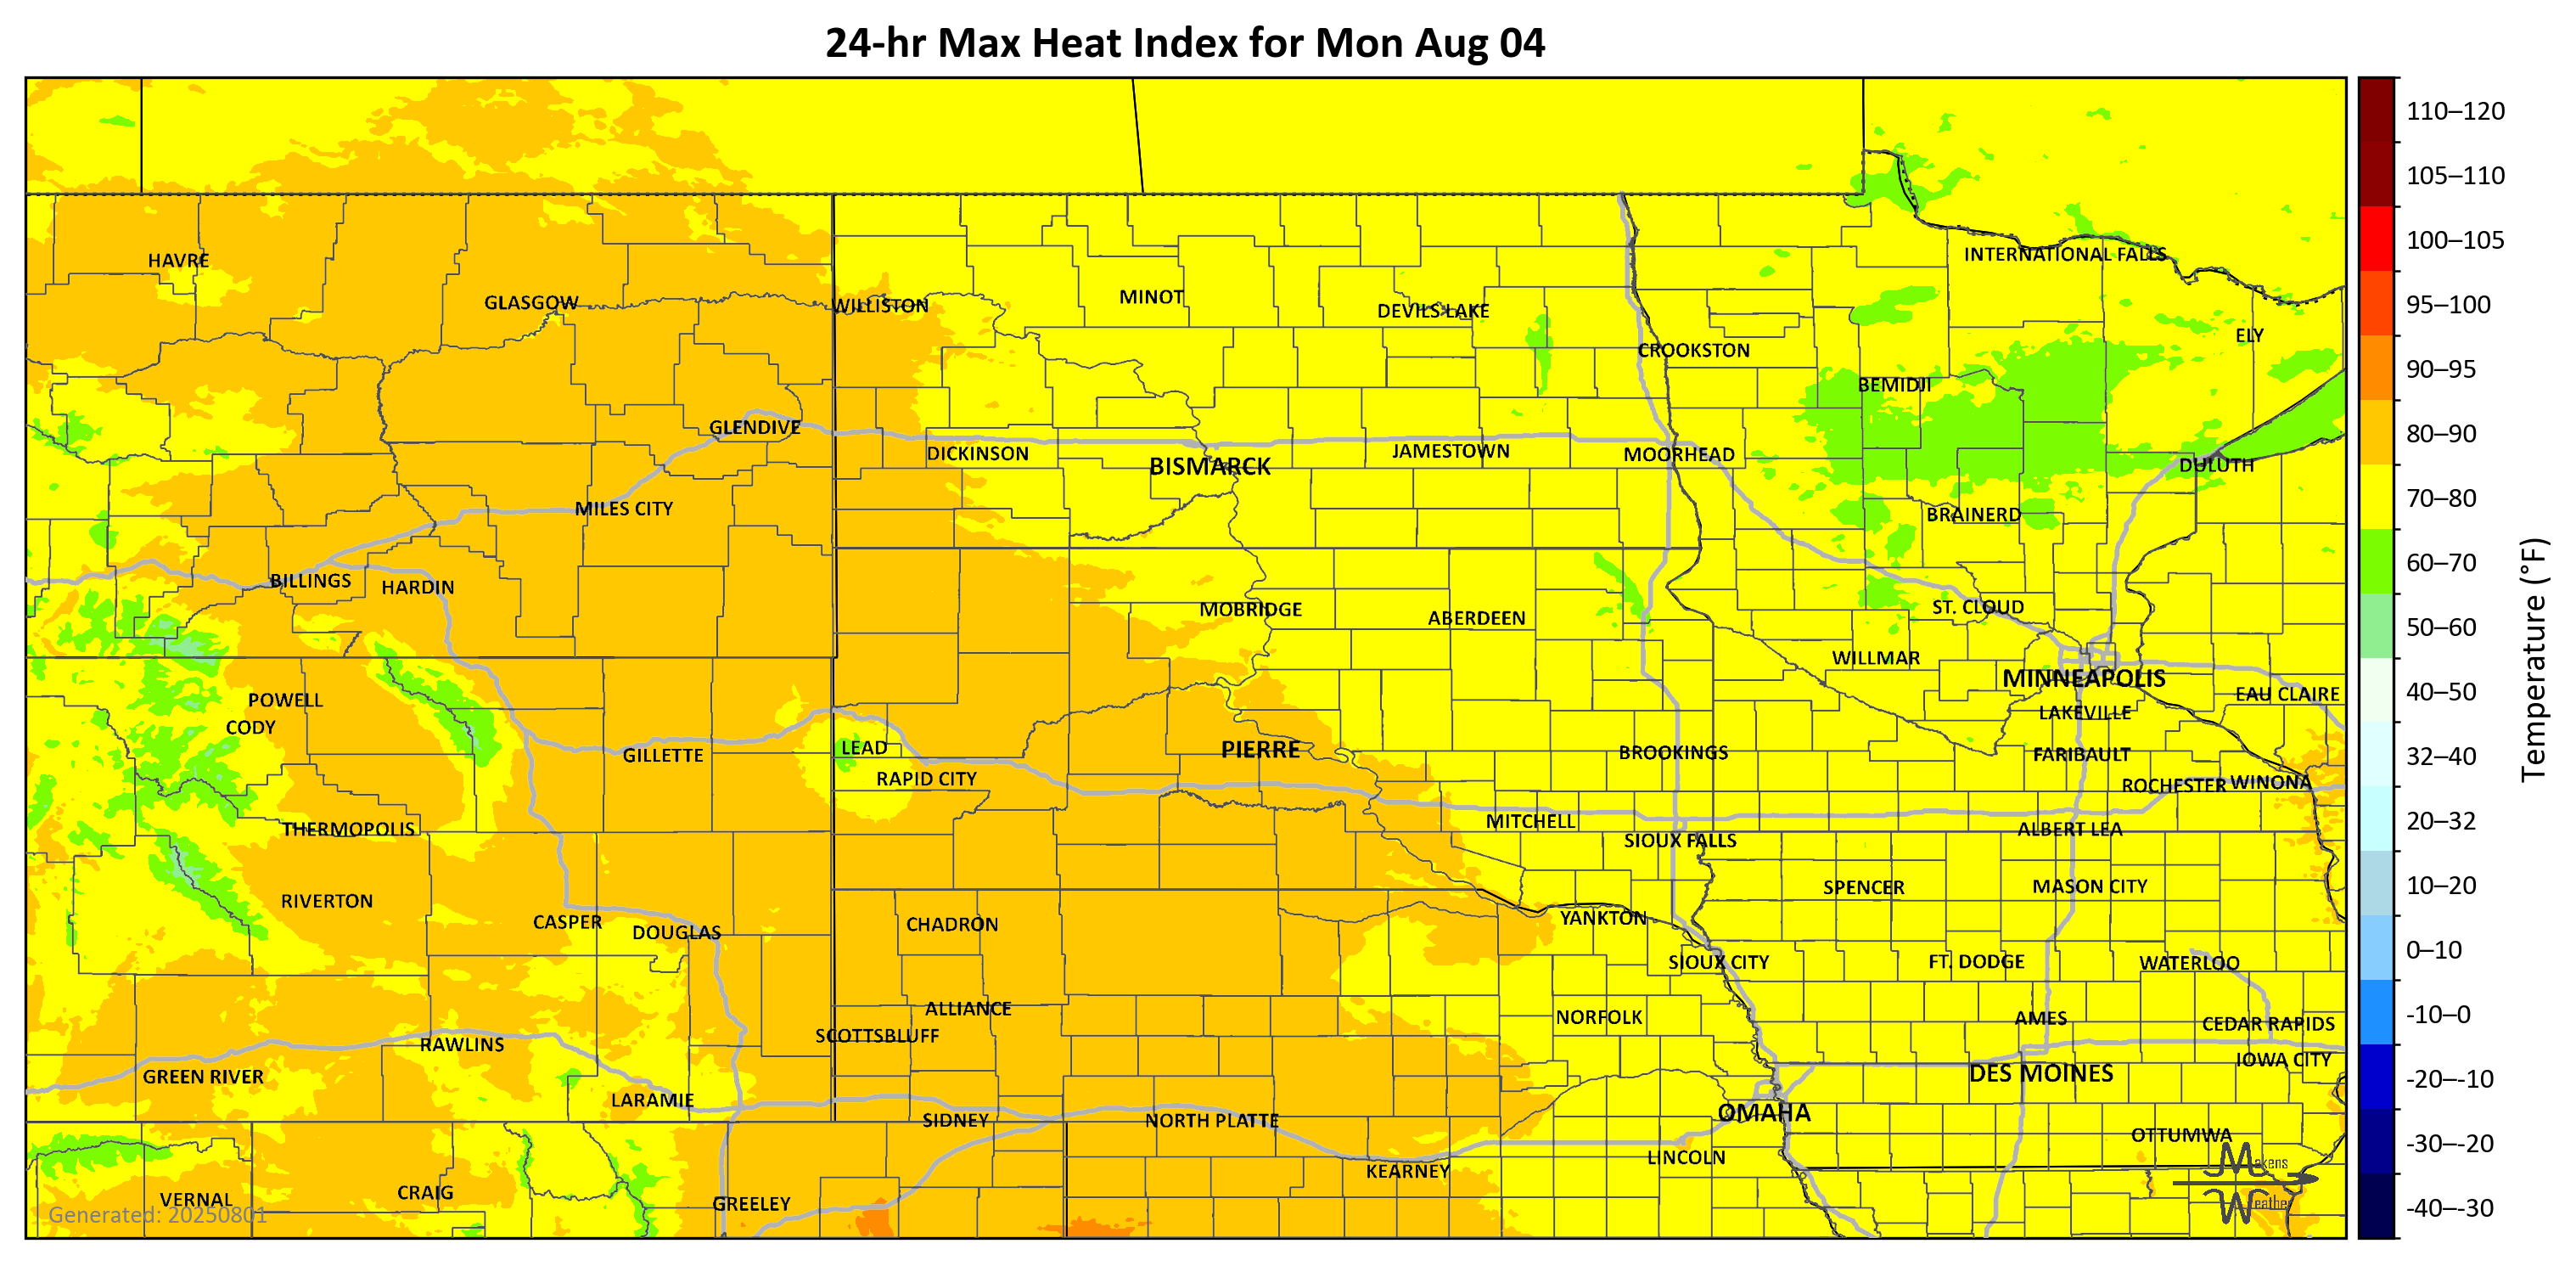 24-hr Max Heat Index for Mon Aug 04
110–120
105–110
100–105
95–100
90–95
80–90
70–80
60–70
50–60
40–50
32–40
20–32
10–20
0–10
-10–0
-20–-10
-30–-20
-40–-30
Temperature (°F)
HAVRE
INTERNATIONAL FALLS
GLASGOW
WILLISTON
MINOT
DEVILS LAKE
ELY
CROOKSTON
BEMIDJI
GLENDIVE
DICKINSON
BISMARCK
JAMESTOWN
MOORHEAD
DULUTH
MILES CITY
BRAINERD
BILLINGS
HARDIN
MOBRIDGE
ABERDEEN
ST. CLOUD
WILLMAR
MINNEAPOLIS
EAU CLAIRE
POWELL
LAKEVILLE
CODY
GILLETTE
LEAD
PIERRE
BROOKINGS
FARIBAULT
RAPID CITY
ROCHESTER
WINONA
THERMOPOLIS
MITCHELL
SIOUX FALLS
ALBERT LEA
RIVERTON
SPENCER
MASON CITY
CASPER
DOUGLAS
CHADRON
YANKTON
SIOUX CITY
FT. DODGE
WATERLOO
ALLIANCE
NORFOLK
AMES
CEDAR RAPIDS
SCOTTSBLUFF
RAWLINS
IOWA CITY
GREEN RIVER
DES MOINES
LARAMIE
SIDNEY
NORTH PLATTE
OMAHA
OTTUMWA
LINCOLN
KEARNEY
VERNAL
CRAIG
GREELEY
Makens
Weather
Generated: 20250801